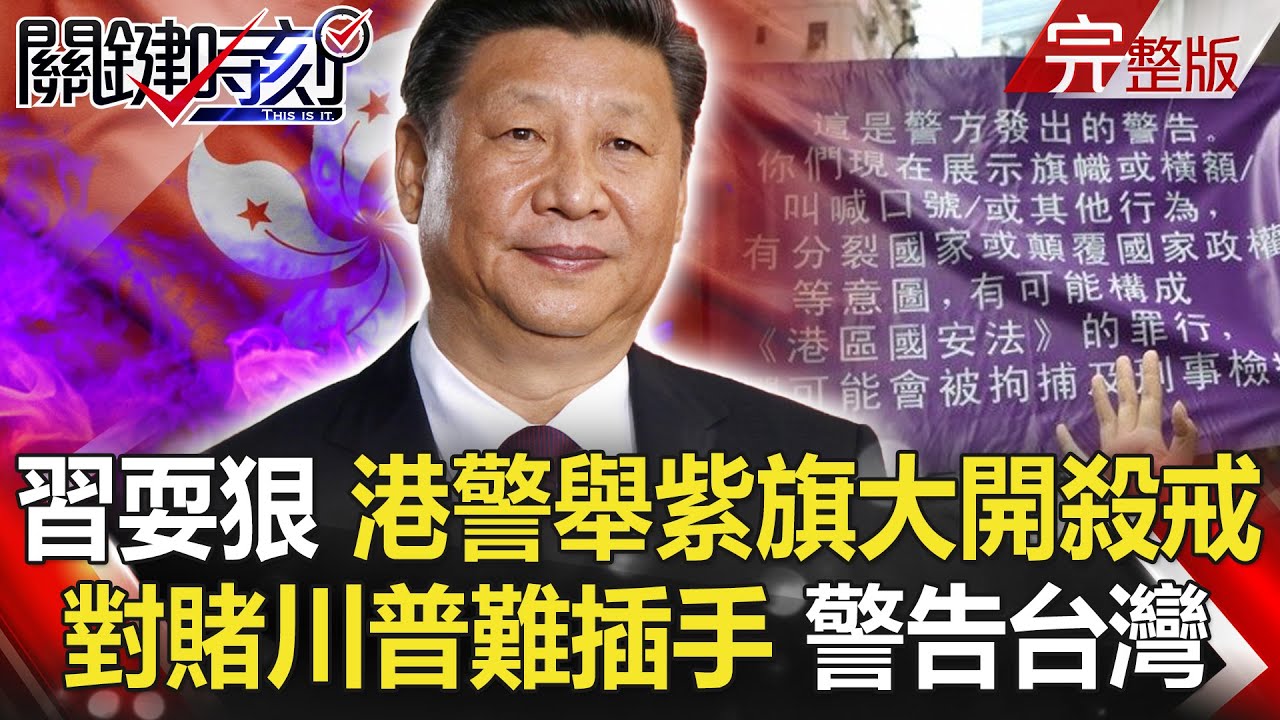 關鍵時刻
THIS IS IT.
完整版
這是警方發出的警告。
你們現在展示旗幟或橫額/
叫喊口號/或其他行為，
有分裂國家或顛覆國家政權
等意圖，有可能構成
《港區國安法》的罪行，
可能會被拘捕及刑事檢
習耍狠 港警舉紫旗大開殺戒
對賭川普難插手 警告台灣